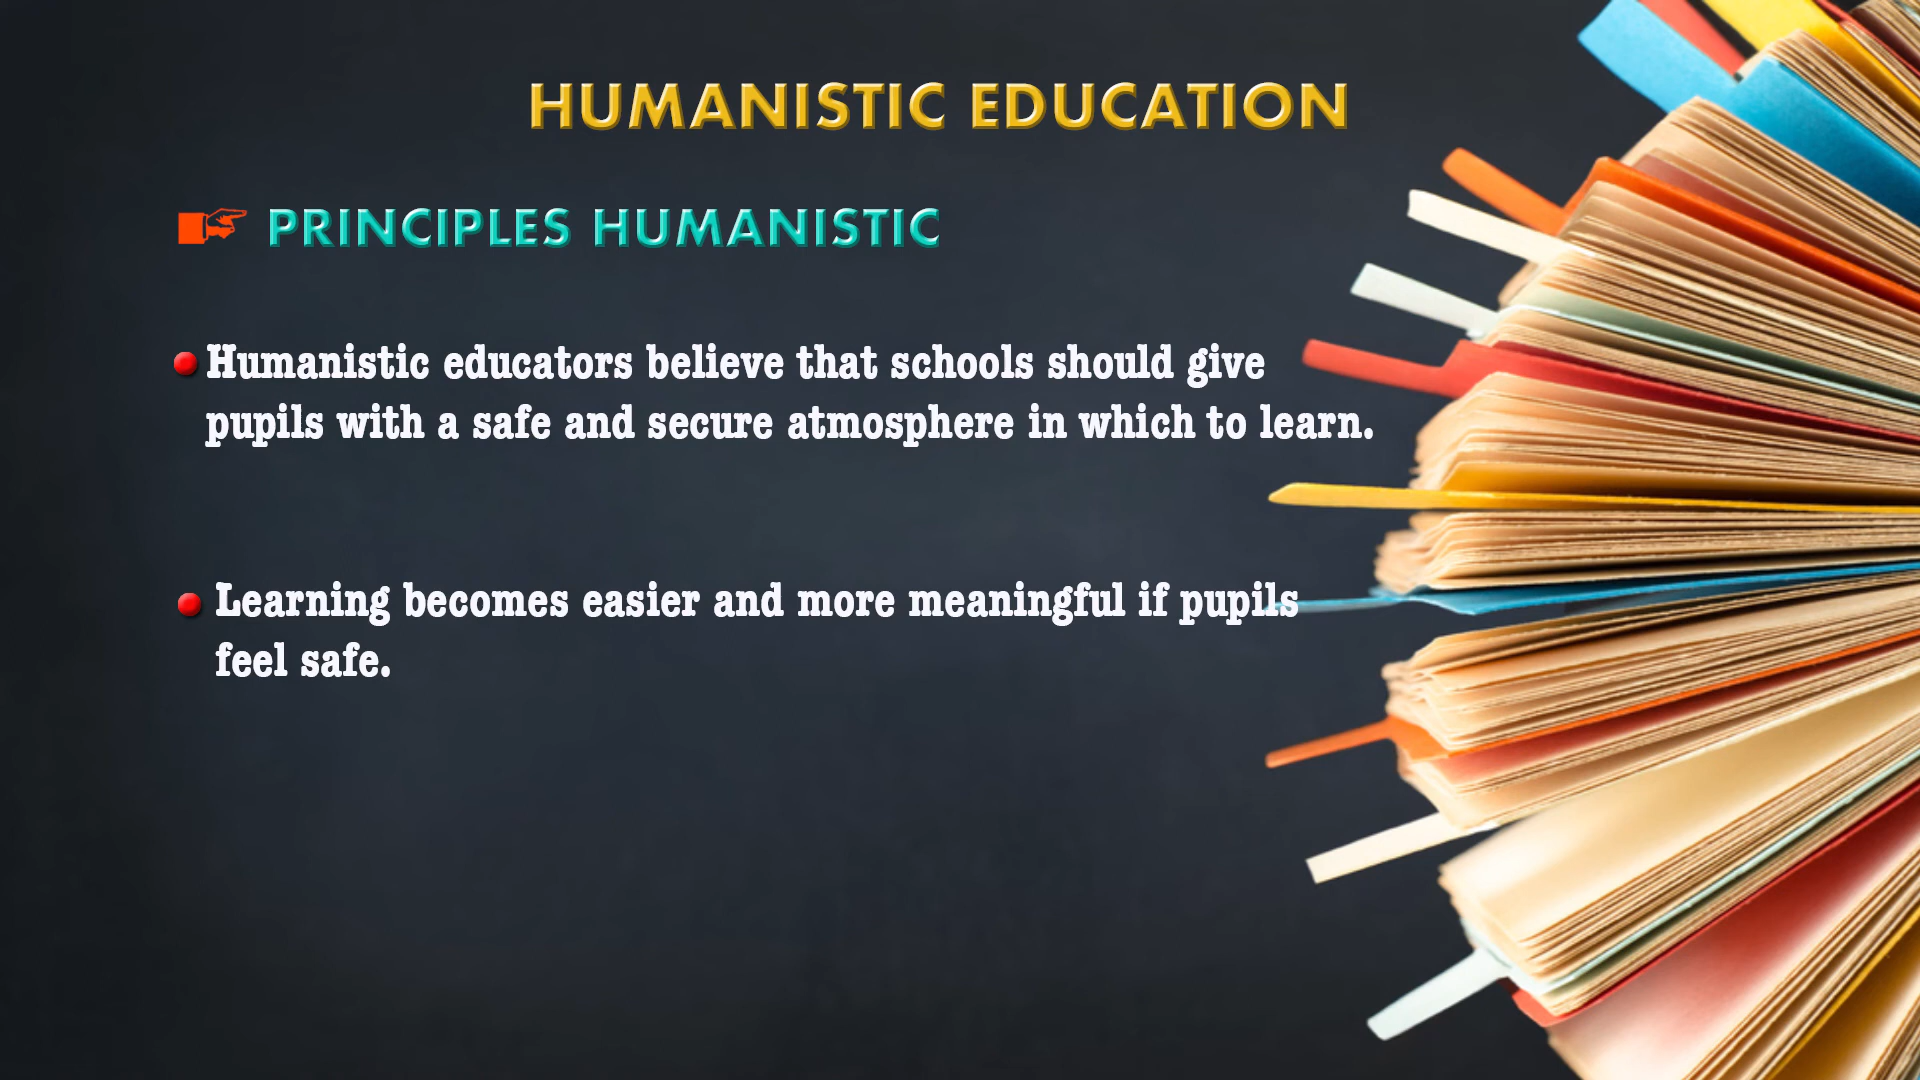 HUMANISTIC EDUCATION
PRINCIPLES HUMANISTIC
Humanistic educators believe that schools should give
pupils with a safe and secure atmosphere in which to learn.
Learning becomes easier and more meaningful if pupils
feel safe.